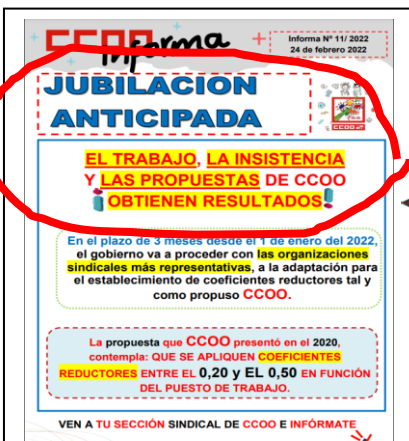 CCOO informa
Informa Nº 11/ 2022
24 de febrero 2022
JUBILACIÓN
ANTICIPADA
CCOO
EL TRABAJO, LA INSISTENCIA
Y LAS PROPUESTAS DE CCOO
OBTIENEN RESULTADOS
En el plazo de 3 meses desde el 1 de enero del 2022,
el gobierno va a proceder con las organizaciones
sindicales más representativas, a la adaptación para
el establecimiento de coeficientes reductores tal y
como propuso CCOO.
La propuesta que CCOO presentó en el 2020,
contempla: QUE SE APLIQUEN COEFICIENTES
REDUCTORES ENTRE EL 0,20 y EL 0,50 EN FUNCIÓN
DEL PUESTO DE TRABAJO.
VEN A TU SECCIÓN SINDICAL DE CCOO E INFÓRMATE